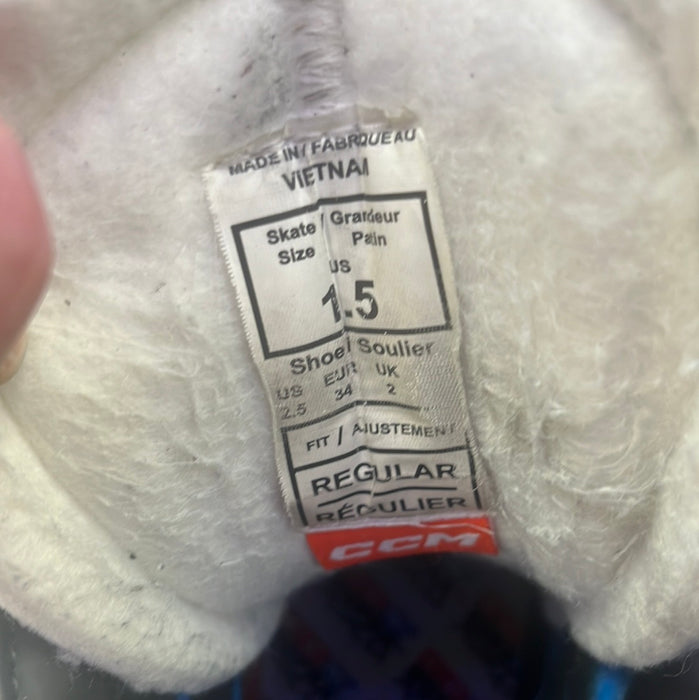 MADE IN / FABRIQUÉ AU
VIETNAM
Skate / Grandeur
Size Patin
US
1.5
Shoe / Soulier
US EUR UK
2.5 34 2
FIT / AJUSTEMENT
REGULAR
RÉGULIER
CCM